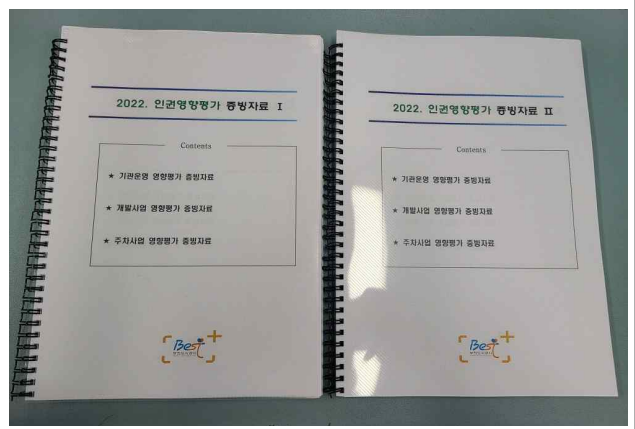 2022. 인권영향평가 증빙자료 Ⅰ
Contents
★ 기관운영 영향평가 증빙자료
★ 개발사업 영향평가 증빙자료
★ 주차사업 영향평가 증빙자료
Best
2022. 인권영향평가 증빙자료 Ⅱ
Contents
★ 기관운영 영향평가 증빙자료
★ 개발사업 영향평가 증빙자료
★ 주차사업 영향평가 증빙자료
Best